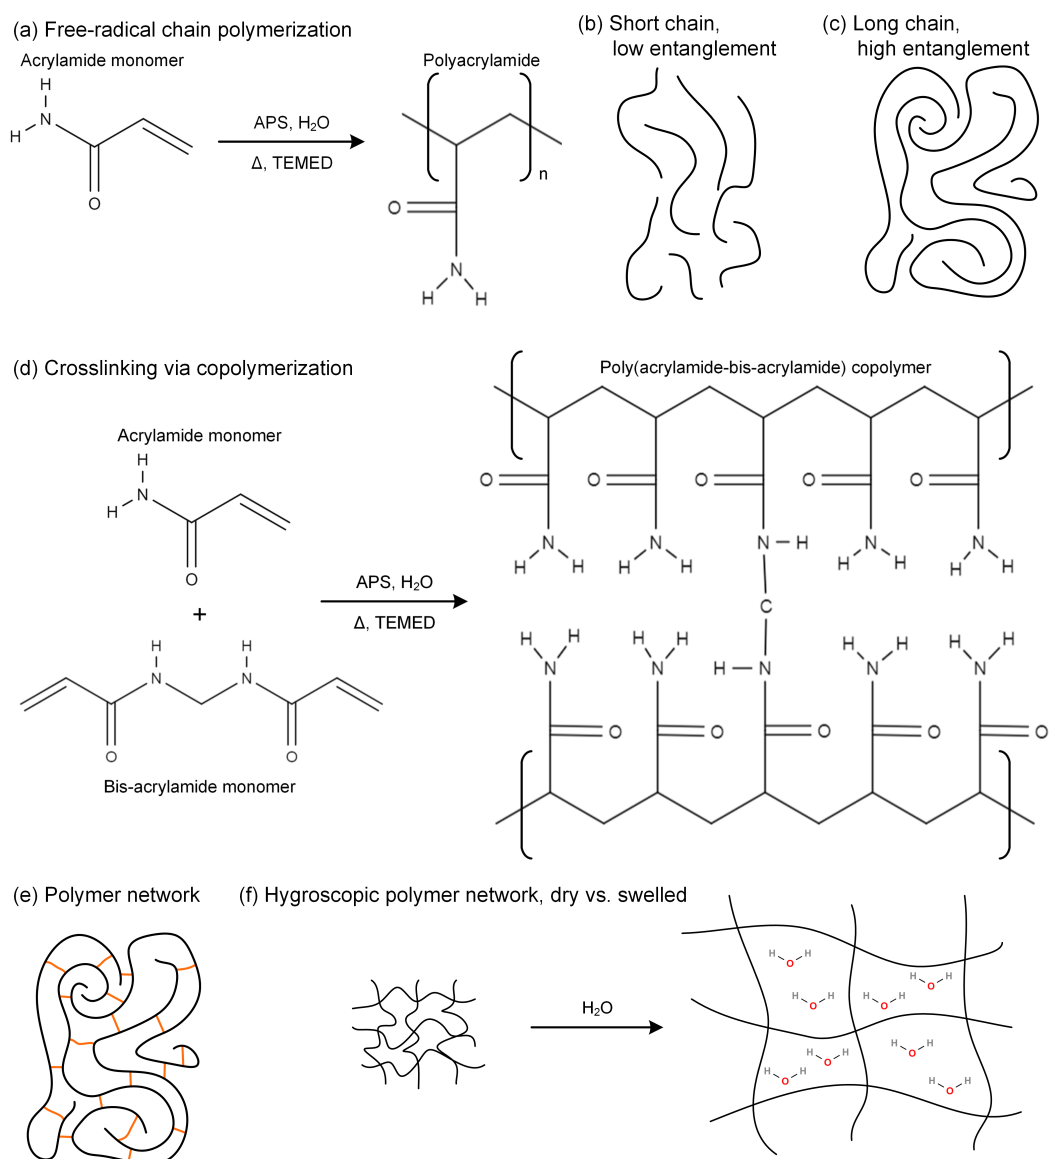 (a) Free-radical chain polymerization
Acrylamide monomer
H
H
N
O
APS, H₂O
Δ, TEMED
Polyacrylamide
n
O
N
H H
(b) Short chain,
low entanglement
(c) Long chain,
high entanglement
(d) Crosslinking via copolymerization
Acrylamide monomer
H
N
H
O
+
H H
N N
O O
Bis-acrylamide monomer
APS, H₂O
Δ, TEMED
Poly(acrylamide-bis-acrylamide) copolymer
O O O O O
N N N H N N
H H H H H H H H
C
H H H H H H H H
N N H N N N
O O O O O
(e) Polymer network
(f) Hygroscopic polymer network, dry vs. swelled
H₂O
H H
O
H H
O
H H
O
H H
O
H H
O
H H
O
H H
O
H H
O